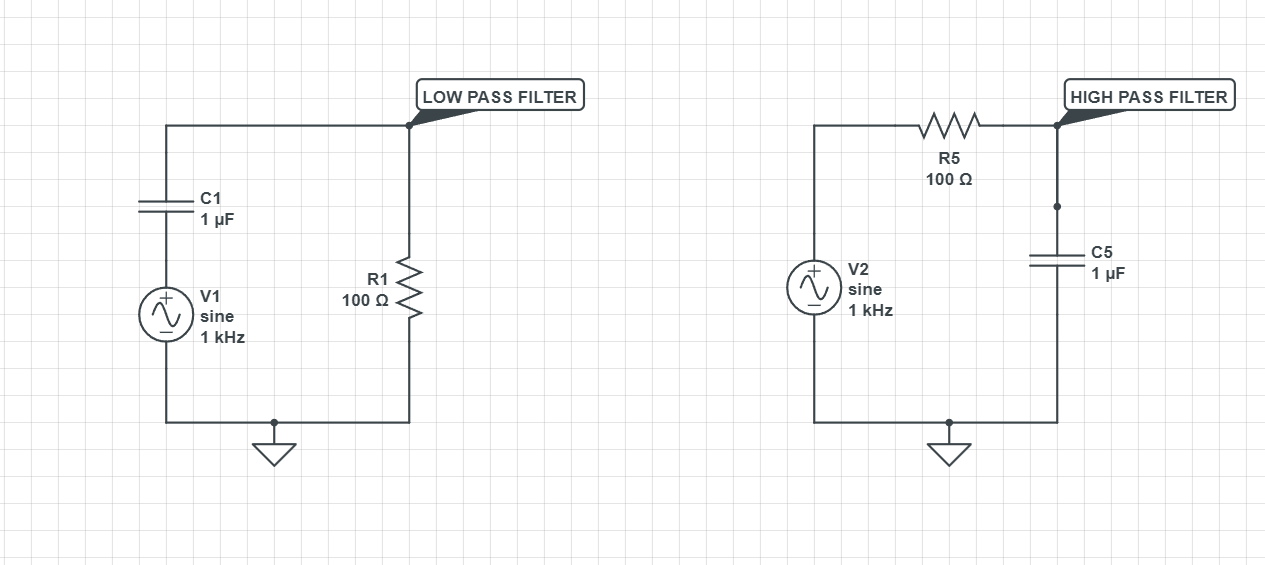 LOW PASS FILTER
C1
1 µF
V1
sine
1 kHz
R1
100 Ω
HIGH PASS FILTER
R5
100 Ω
V2
sine
1 kHz
C5
1 µF